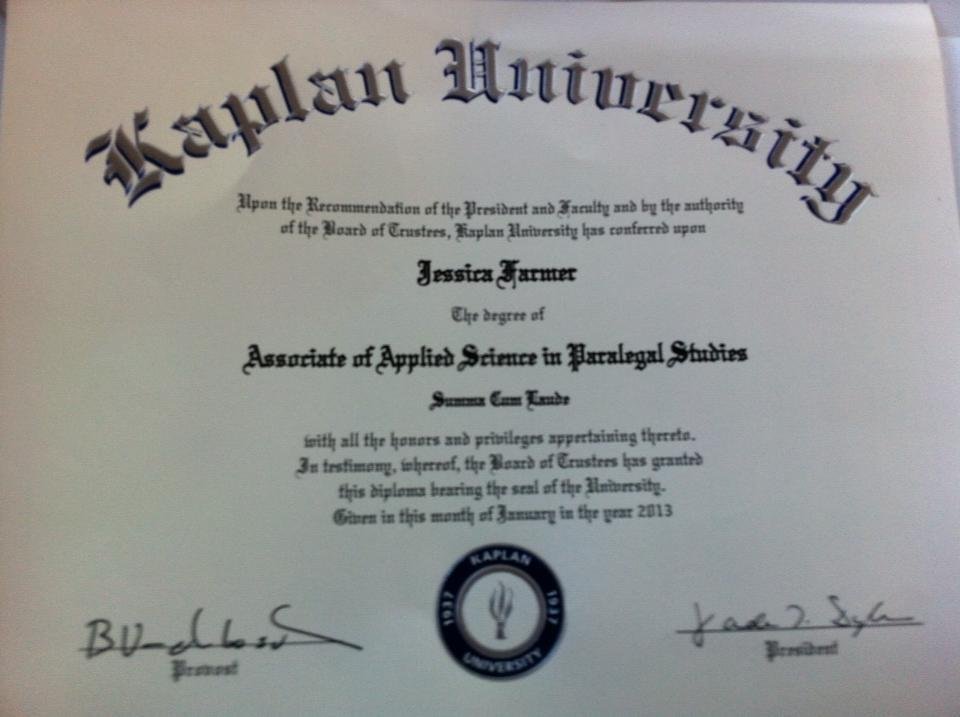 Kaplan University
Upon the Recommendation of the President and Faculty and by the authority
of the Board of Trustees, Kaplan University has conferred upon
Jessica Farmer
The degree of
Associate of Applied Science in Paralegal Studies
Summa Cum Laude
with all the honors and privileges appertaining thereto.
In testimony, whereof, the Board of Trustees has granted
this diploma bearing the seal of the University.
Given in this month of January in the year 2013
KAPLAN
1937 1937
UNIVERSITY
Provost
President